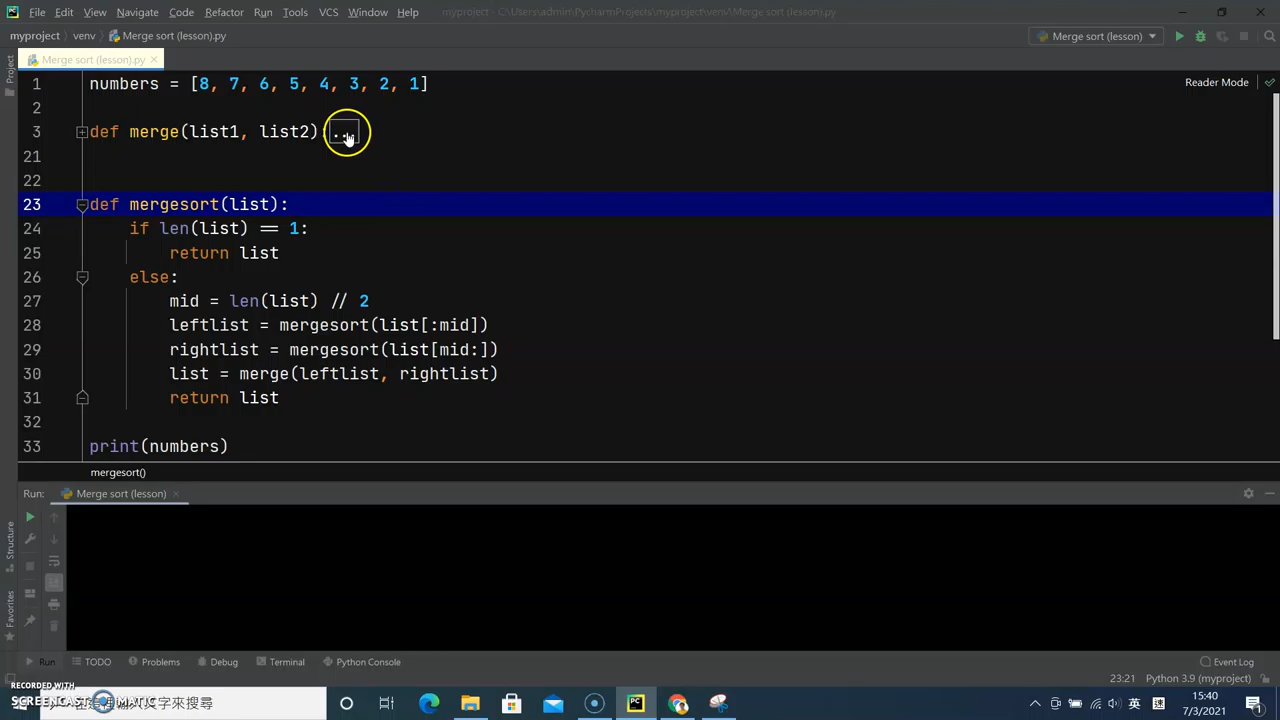 File Edit View Navigate Code Refactor Run Tools VCS Window Help myproject - C:\Users\admin\PycharmProjects\myproject\venv\Merge sort (lesson).py
myproject venv Merge sort (lesson).py Merge sort (lesson)
Project
Merge sort (lesson).py
Reader Mode
1 numbers = [8, 7, 6, 5, 4, 3, 2, 1]
2
3 def merge(list1, list2):...
21
22
23 def mergesort(list):
24 if len(list) == 1:
25 return list
26 else:
27 mid = len(list) // 2
28 leftlist = mergesort(list[:mid])
29 rightlist = mergesort(list[mid:])
30 list = merge(leftlist, rightlist)
31 return list
32
33 print(numbers)
mergesort()
Run: Merge sort (lesson)
Structure
Favorites
Run TODO Problems Debug Terminal Python Console Event Log
23:21 Python 3.9 (myproject)
RECORDED WITH
SCREENCAST MATIC
輸入文字來搜尋
PC
英
15:40
7/3/2021